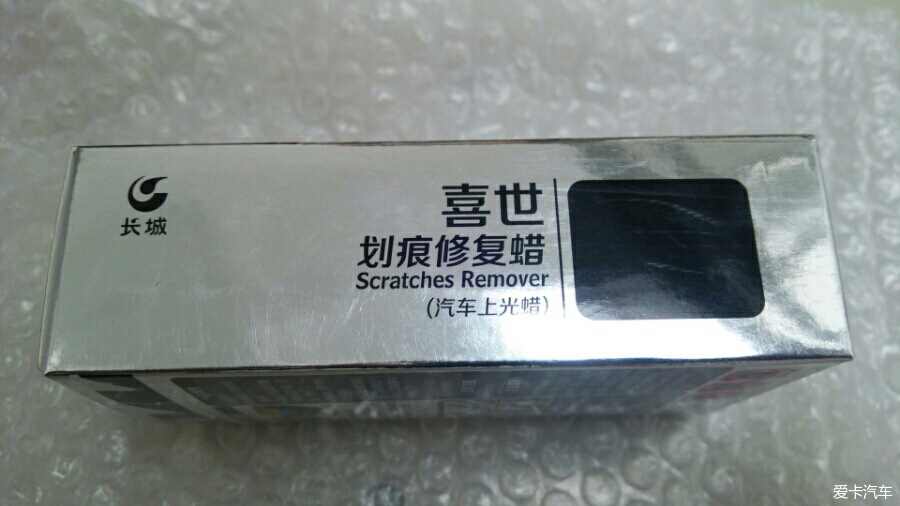 长城
喜世
划痕修复蜡
Scratches Remover
(汽车上光蜡)
爱卡汽车